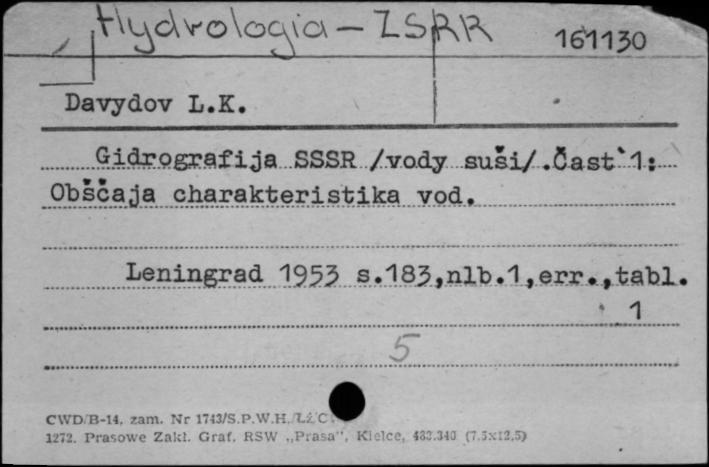 Hydrologia - ZSRR 161130
Davydov L.K.
Gidrografija SSSR /vody suši/.Čast`1:
Obščaja charakteristika vod.
Leningrad 1953 s.183,nlb.1,err.,tabl.
1
5
CWD/B-14, zam. Nr 1743/S.P.W.H./Łż/C
1272. Prasowe Zakł. Graf. RSW „Prasa”, Kielce, 483.340 (7.5x12.5)